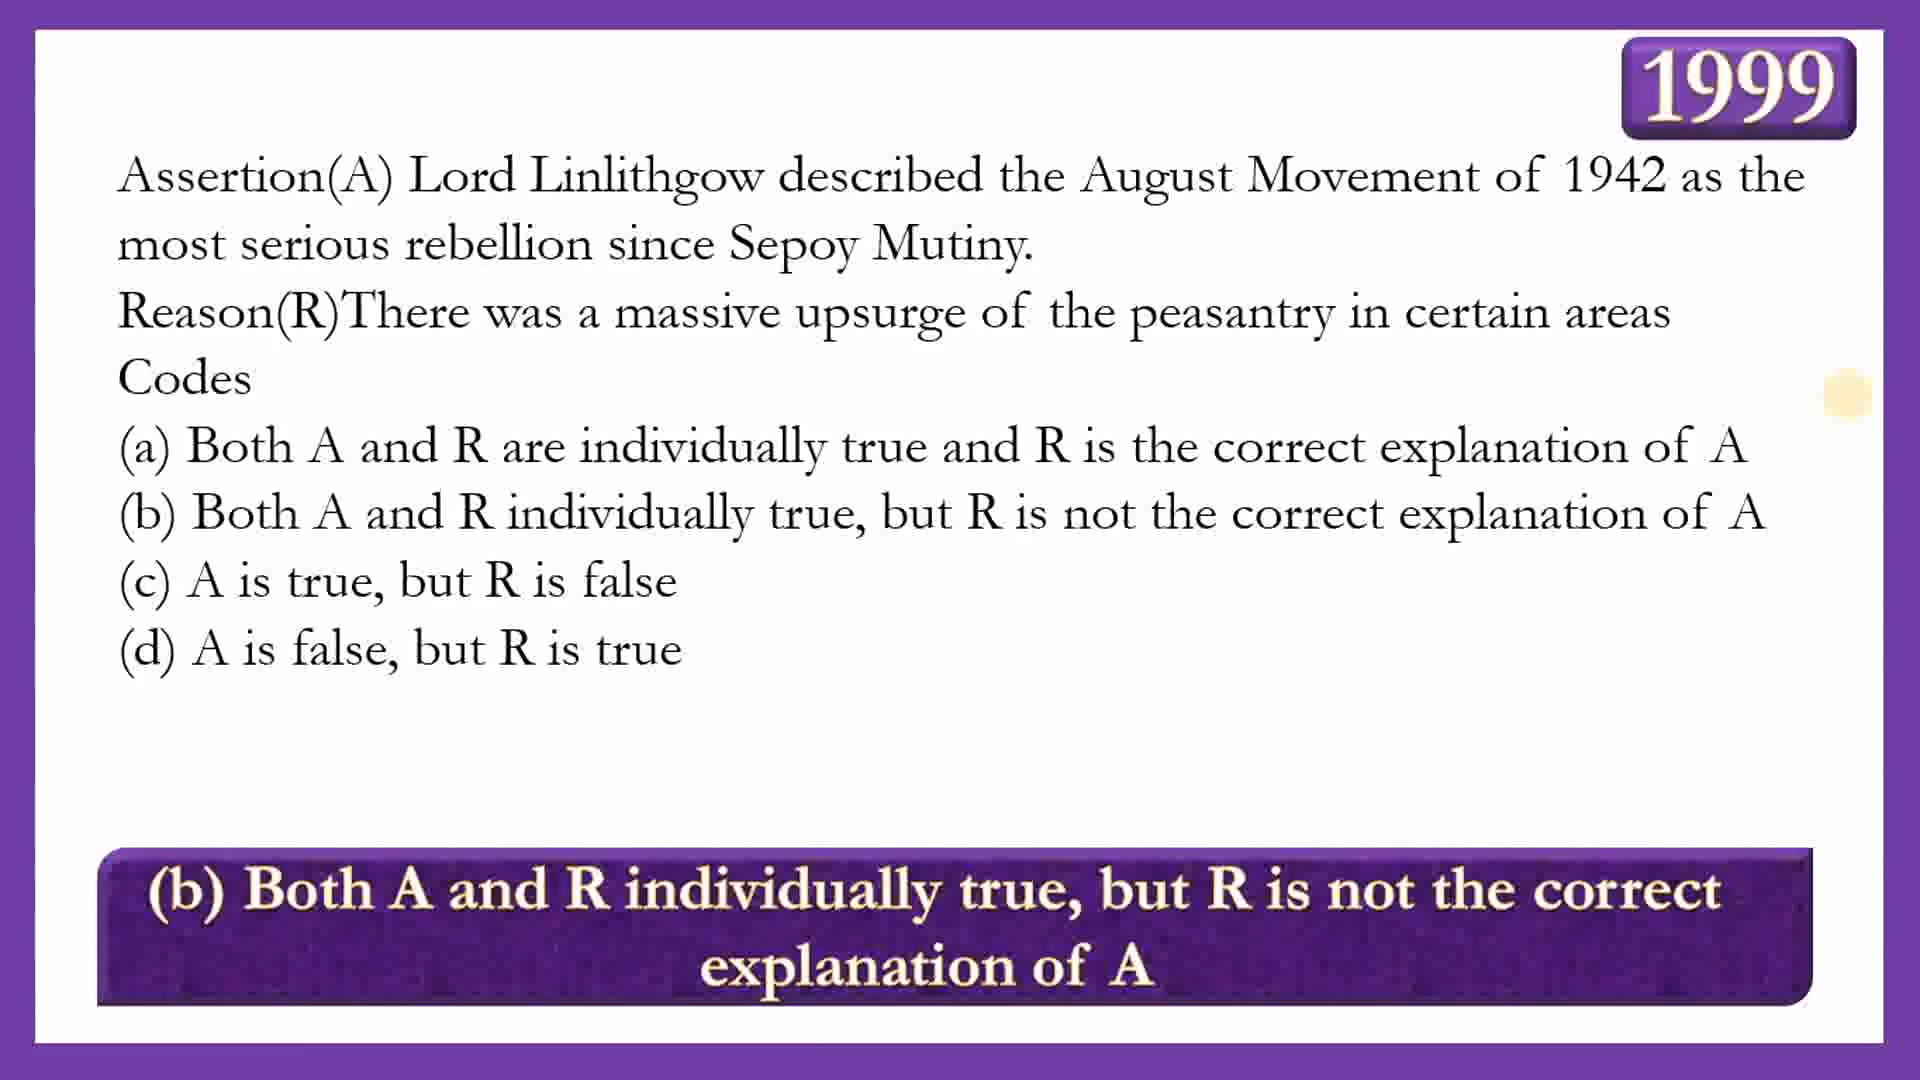 1999
Assertion(A) Lord Linlithgow described the August Movement of 1942 as the
most serious rebellion since Sepoy Mutiny.
Reason(R)There was a massive upsurge of the peasantry in certain areas
Codes
(a) Both A and R are individually true and R is the correct explanation of A
(b) Both A and R individually true, but R is not the correct explanation of A
(c) A is true, but R is false
(d) A is false, but R is true
(b) Both A and R individually true, but R is not the correct
explanation of A